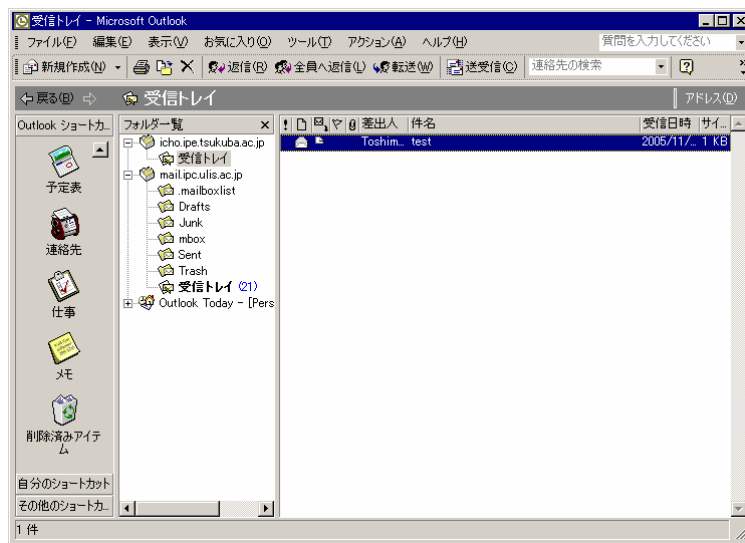 受信トレイ - Microsoft Outlook
ファイル(F) 編集(E) 表示(V) お気に入り(O) ツール(T) アクション(A) ヘルプ(H) 質問を入力してください
新規作成(N) 返信(R) 全員へ返信(L) 転送(W) 送受信(C) 連絡先の検索
戻る(B) 受信トレイ アドレス(D)
Outlook ショートカ...
予定表
連絡先
仕事
メモ
削除済みアイテ
ム
自分のショートカット
その他のショートカ...
フォルダ一覧
icho.ipe.tsukuba.ac.jp
受信トレイ
mail.ipc.ulis.ac.jp
.mailboxlist
Drafts
Junk
mbox
Sent
Trash
受信トレイ (21)
Outlook Today - [Pers
差出人 件名 受信日時 サイ...
Toshim... test 2005/11/... 1 KB
1 件